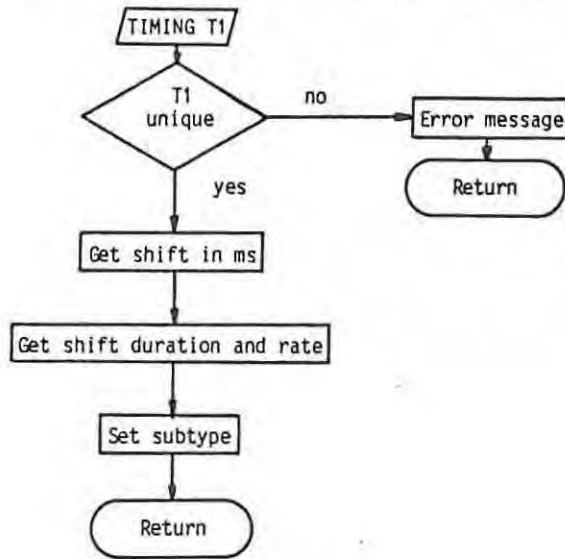 TIMING T1
T1
unique
no
Error message
Return
yes
Get shift in ms
Get shift duration and rate
Set subtype
Return